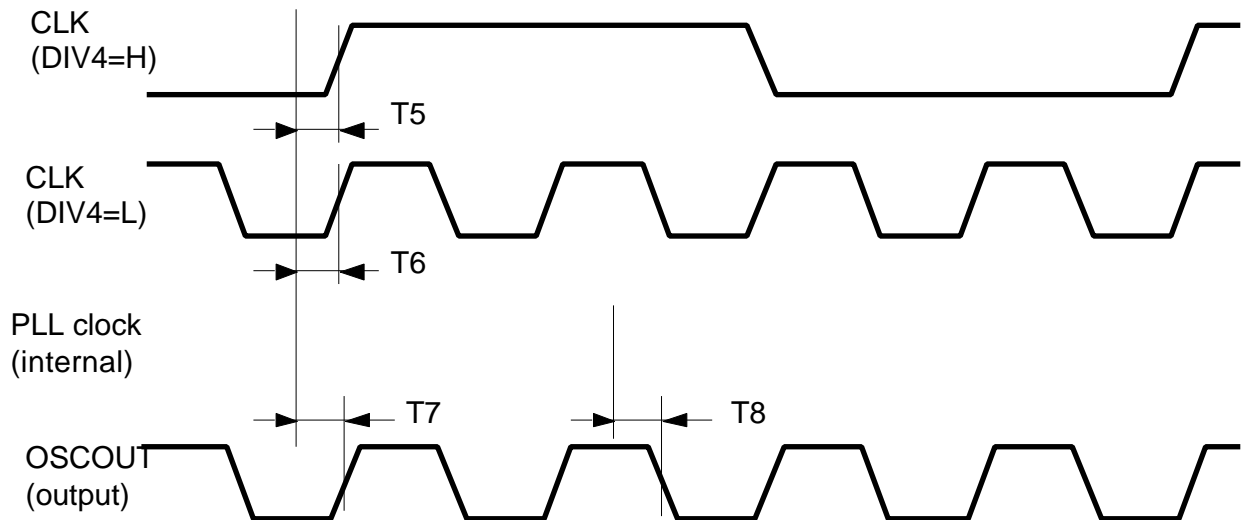 CLK
(DIV4=H)
T5
CLK
(DIV4=L)
T6
PLL clock
(internal)
T7
T8
OSCOUT
(output)